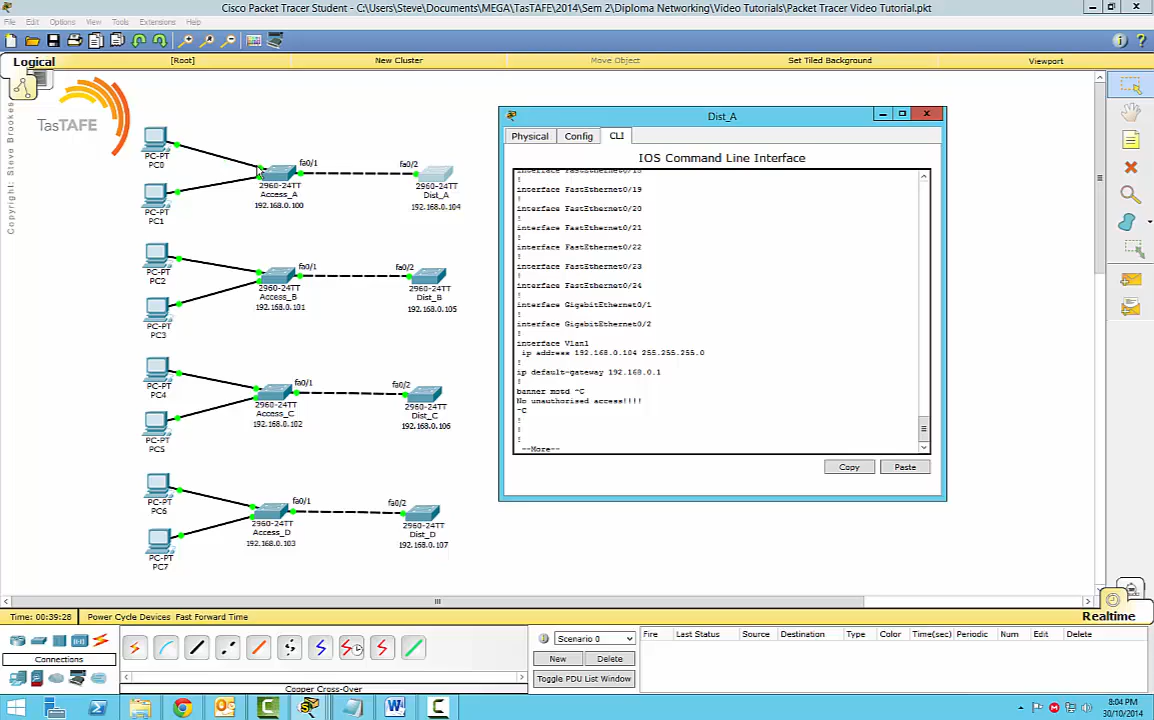 Cisco Packet Tracer Student - C:\Users\Steve\Documents\MEGA\TasTAFE\2014\Sem 2\Diploma Networking\Video Tutorials\Packet Tracer Video Tutorial.pkt
File Edit Options View Tools Extensions Help
Logical [Root] New Cluster Move Object Set Tiled Background Viewport
Copyright: Steve Brookes
TasTAFE
PC-PT
PC0
PC-PT
PC1
fa0/1
2960-24TT
Access_A
192.168.0.100
fa0/2
2960-24TT
Dist_A
192.168.0.104
PC-PT
PC2
PC-PT
PC3
fa0/1
2960-24TT
Access_B
192.168.0.101
fa0/2
2960-24TT
Dist_B
192.168.0.105
PC-PT
PC4
PC-PT
PC5
fa0/1
2960-24TT
Access_C
192.168.0.102
fa0/2
2960-24TT
Dist_C
192.168.0.106
PC-PT
PC6
PC-PT
PC7
fa0/1
2960-24TT
Access_D
192.168.0.103
fa0/2
2960-24TT
Dist_D
192.168.0.107
Dist_A
Physical Config CLI
IOS Command Line Interface
!
interface FastEthernet0/19
!
interface FastEthernet0/20
!
interface FastEthernet0/21
!
interface FastEthernet0/22
!
interface FastEthernet0/23
!
interface FastEthernet0/24
!
interface GigabitEthernet0/1
!
interface GigabitEthernet0/2
!
interface Vlan1
ip address 192.168.0.104 255.255.255.0
!
ip default-gateway 192.168.0.1
!
banner motd ^C
No unauthorised access!!!!
^C
!
!
!
--More--
Copy Paste
Time: 00:39:28 Power Cycle Devices Fast Forward Time
Realtime
Connections
Copper Cross-Over
Scenario 0
New Delete
Toggle PDU List Window
Fire Last Status Source Destination Type Color Time(sec) Periodic Num Edit Delete
8:04 PM
30/10/2014